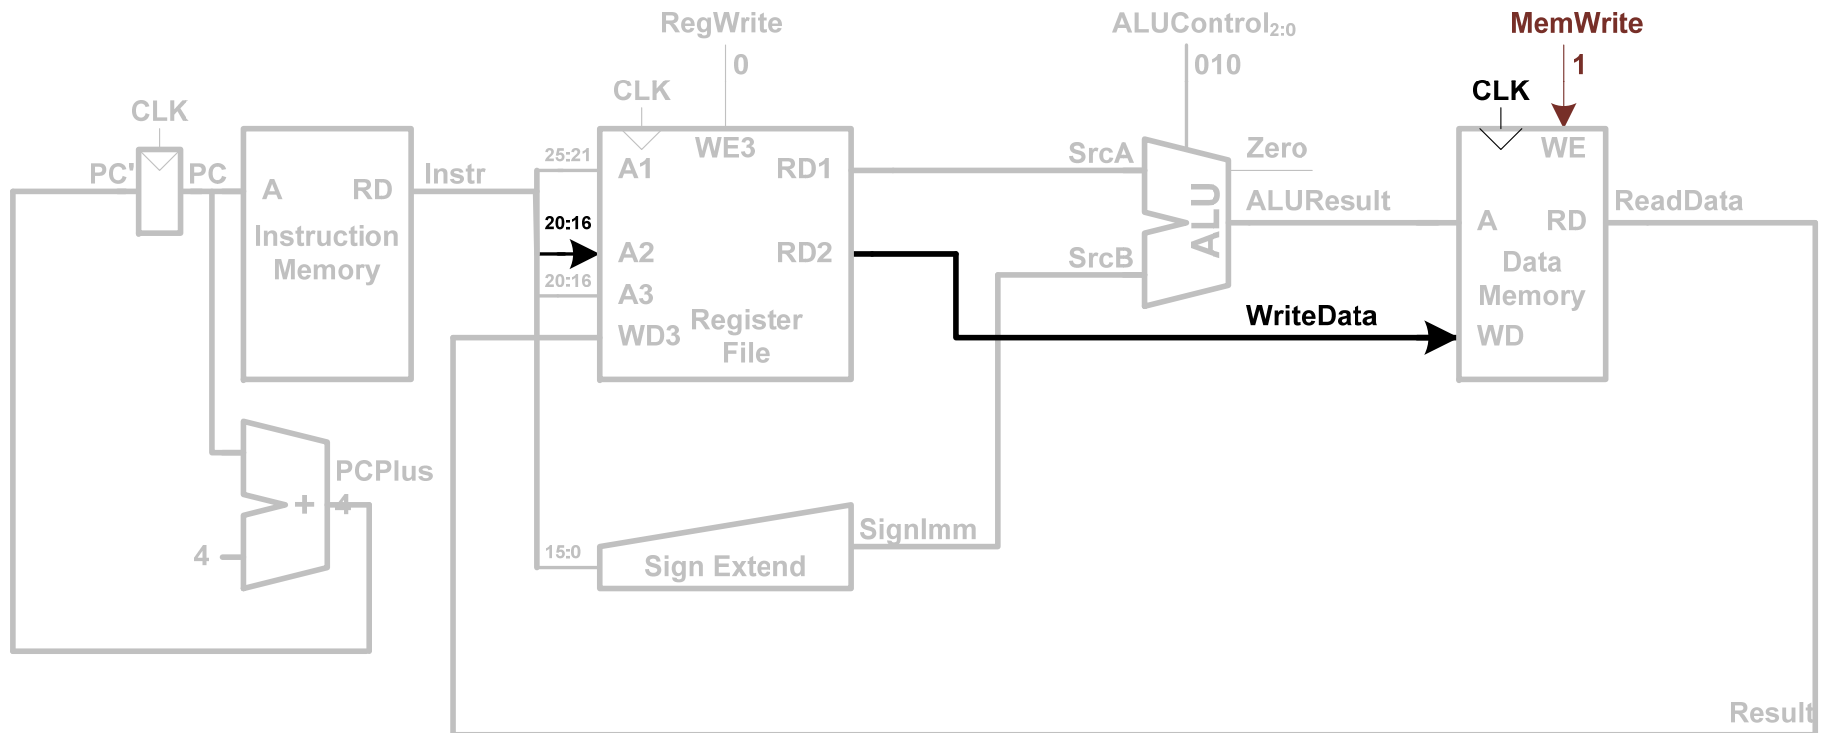 RegWrite
0
ALUControl2:0
010
MemWrite
1
CLK
CLK
CLK
PC'
PC
A
RD
Instruction
Memory
Instr
25:21
20:16
20:16
A1
A2
A3
WD3
WE3
RD1
RD2
Register
File
SrcA
SrcB
ALU
Zero
ALUResult
WriteData
WE
A
RD
Data
Memory
WD
ReadData
PCPlus
4
+
4
15:0
Sign Extend
SignImm
Result